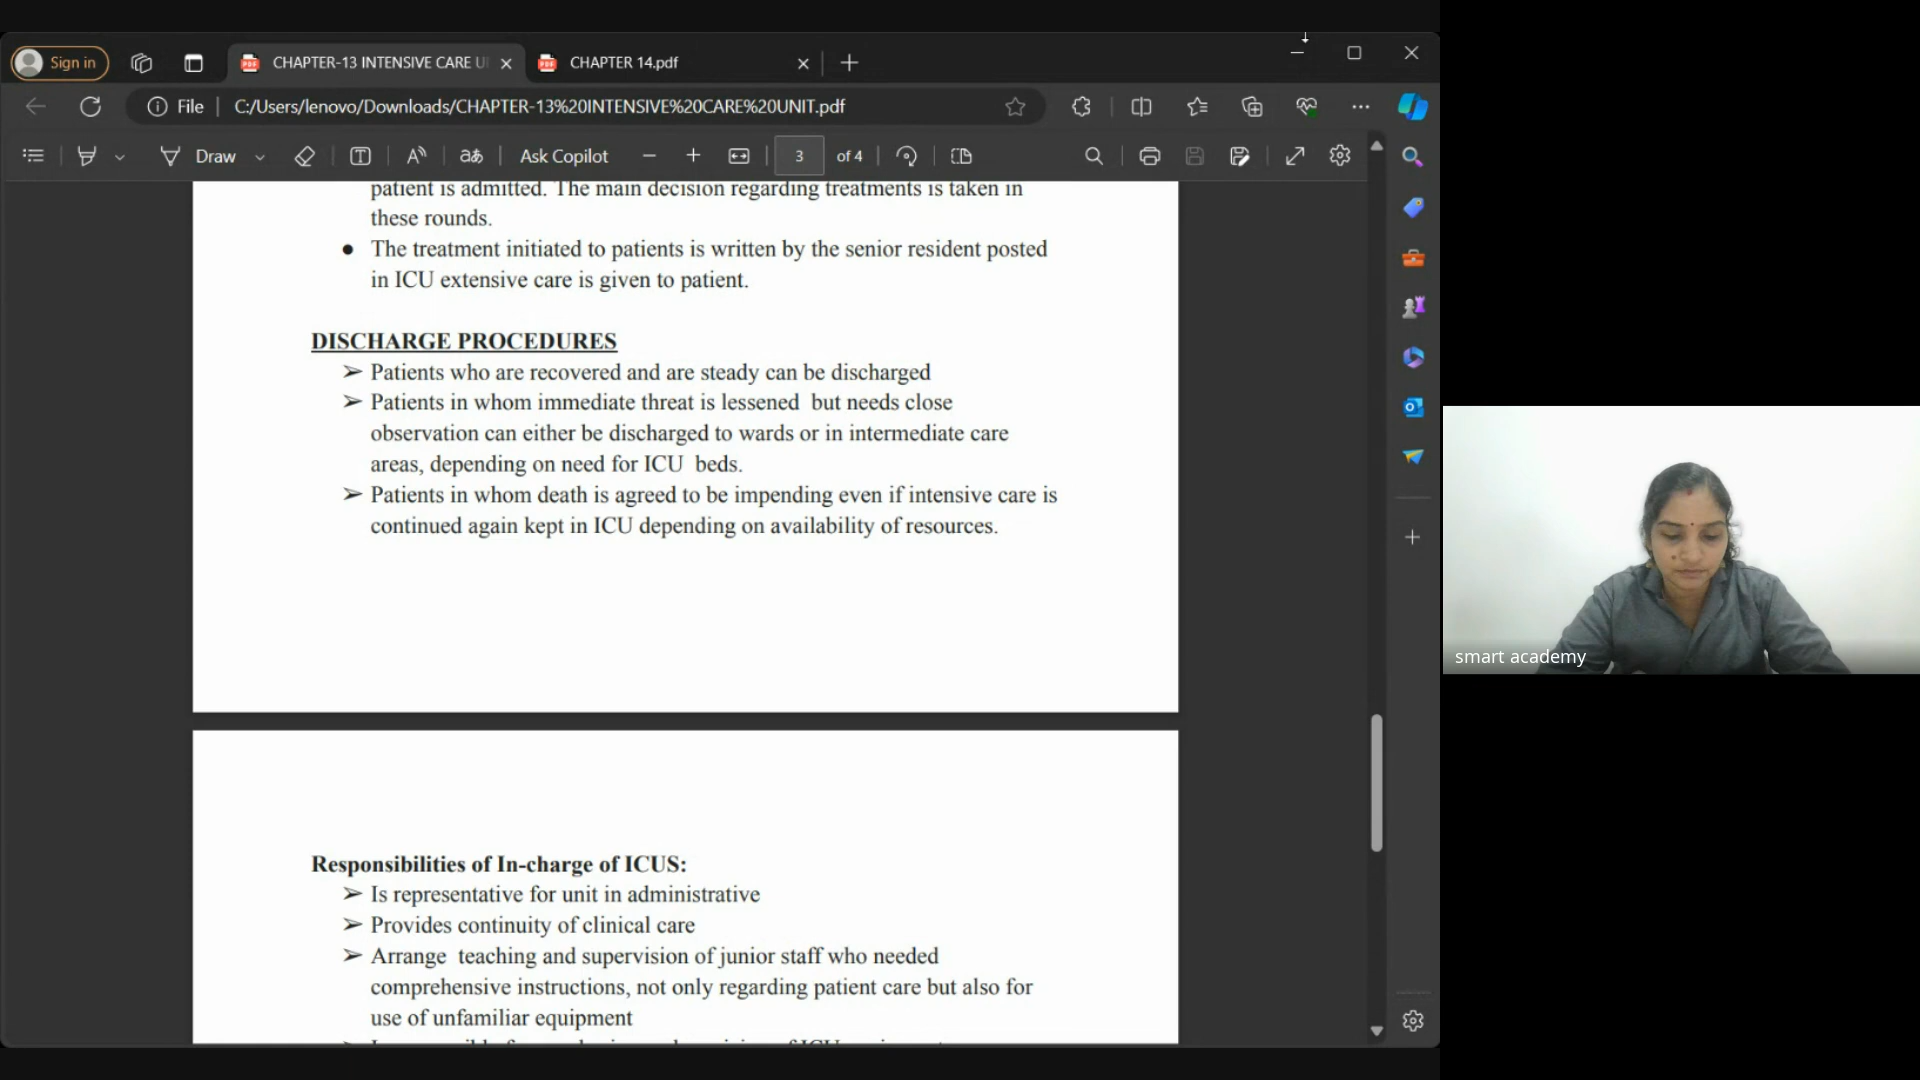 Sign in
CHAPTER-13 INTENSIVE CARE U
CHAPTER 14.pdf
File
C:/Users/lenovo/Downloads/CHAPTER-13%20INTENSIVE%20CARE%20UNIT.pdf
Draw
Ask Copilot
3 of 4
patient is admitted. The main decision regarding treatments is taken in
these rounds.
● The treatment initiated to patients is written by the senior resident posted
in ICU extensive care is given to patient.
DISCHARGE PROCEDURES
➢ Patients who are recovered and are steady can be discharged
➢ Patients in whom immediate threat is lessened  but needs close
observation can either be discharged to wards or in intermediate care
areas, depending on need for ICU  beds.
➢ Patients in whom death is agreed to be impending even if intensive care is
continued again kept in ICU depending on availability of resources.
Responsibilities of In-charge of ICUS:
➢ Is representative for unit in administrative
➢ Provides continuity of clinical care
➢ Arrange  teaching and supervision of junior staff who needed
comprehensive instructions, not only regarding patient care but also for
use of unfamiliar equipment
smart academy